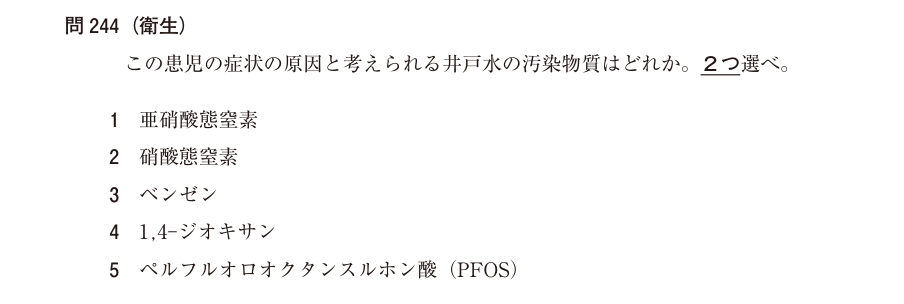 問 244（衛生）
この患児の症状の原因と考えられる井戸水の汚染物質はどれか。２つ選べ。
1 亜硝酸態窒素
2 硝酸態窒素
3 ベンゼン
4 1,4−ジオキサン
5 ペルフルオロオクタンスルホン酸（PFOS）